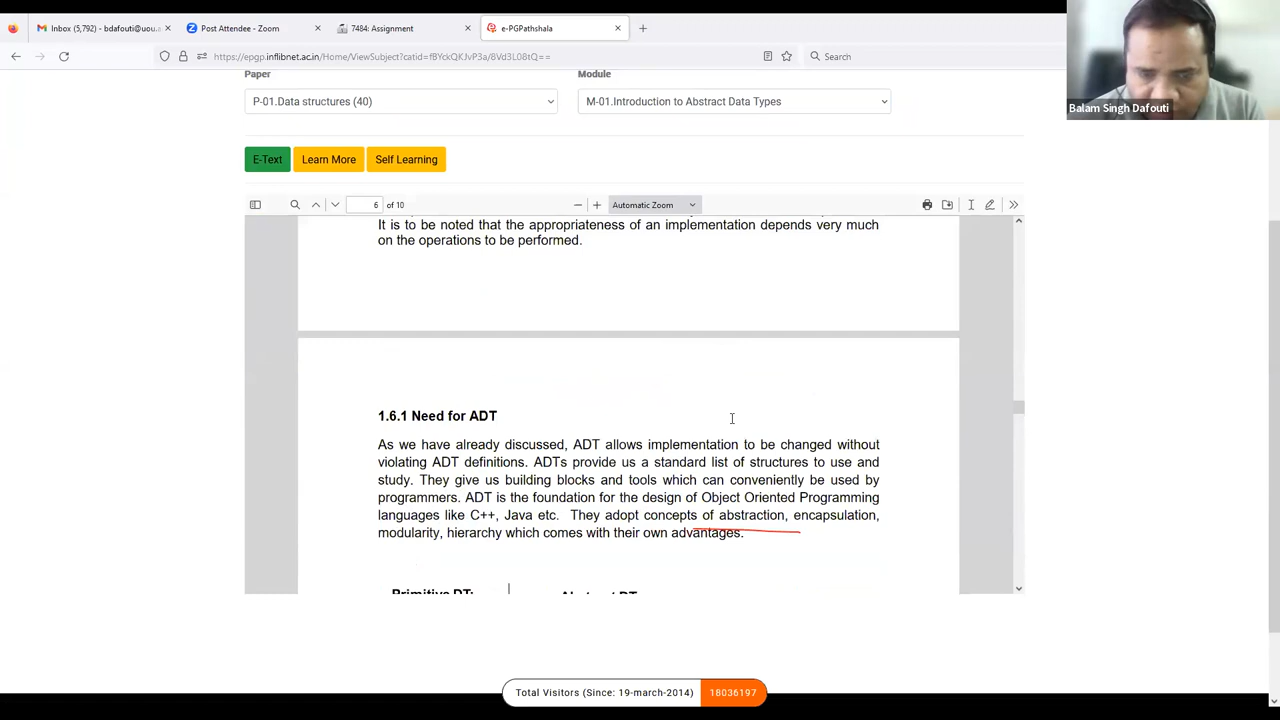 Inbox (5,792) - bdafouti@uou.a
Post Attendee - Zoom
7484: Assignment
e-PGPathshala
https://epgp.inflibnet.ac.in/Home/ViewSubject?catid=fBYckQKJvP3a/8Vd3L08tQ==
Search
Balam Singh Dafouti
Paper
Module
P-01.Data structures (40)
M-01.Introduction to Abstract Data Types
E-Text
Learn More
Self Learning
6 of 10
Automatic Zoom
It is to be noted that the appropriateness of an implementation depends very much
on the operations to be performed.
1.6.1 Need for ADT
As we have already discussed, ADT allows implementation to be changed without
violating ADT definitions. ADTs provide us a standard list of structures to use and
study. They give us building blocks and tools which can conveniently be used by
programmers. ADT is the foundation for the design of Object Oriented Programming
languages like C++, Java etc. They adopt concepts of abstraction, encapsulation,
modularity, hierarchy which comes with their own advantages.
Primitive DT:
Abstract DT
Total Visitors (Since: 19-march-2014)
18036197